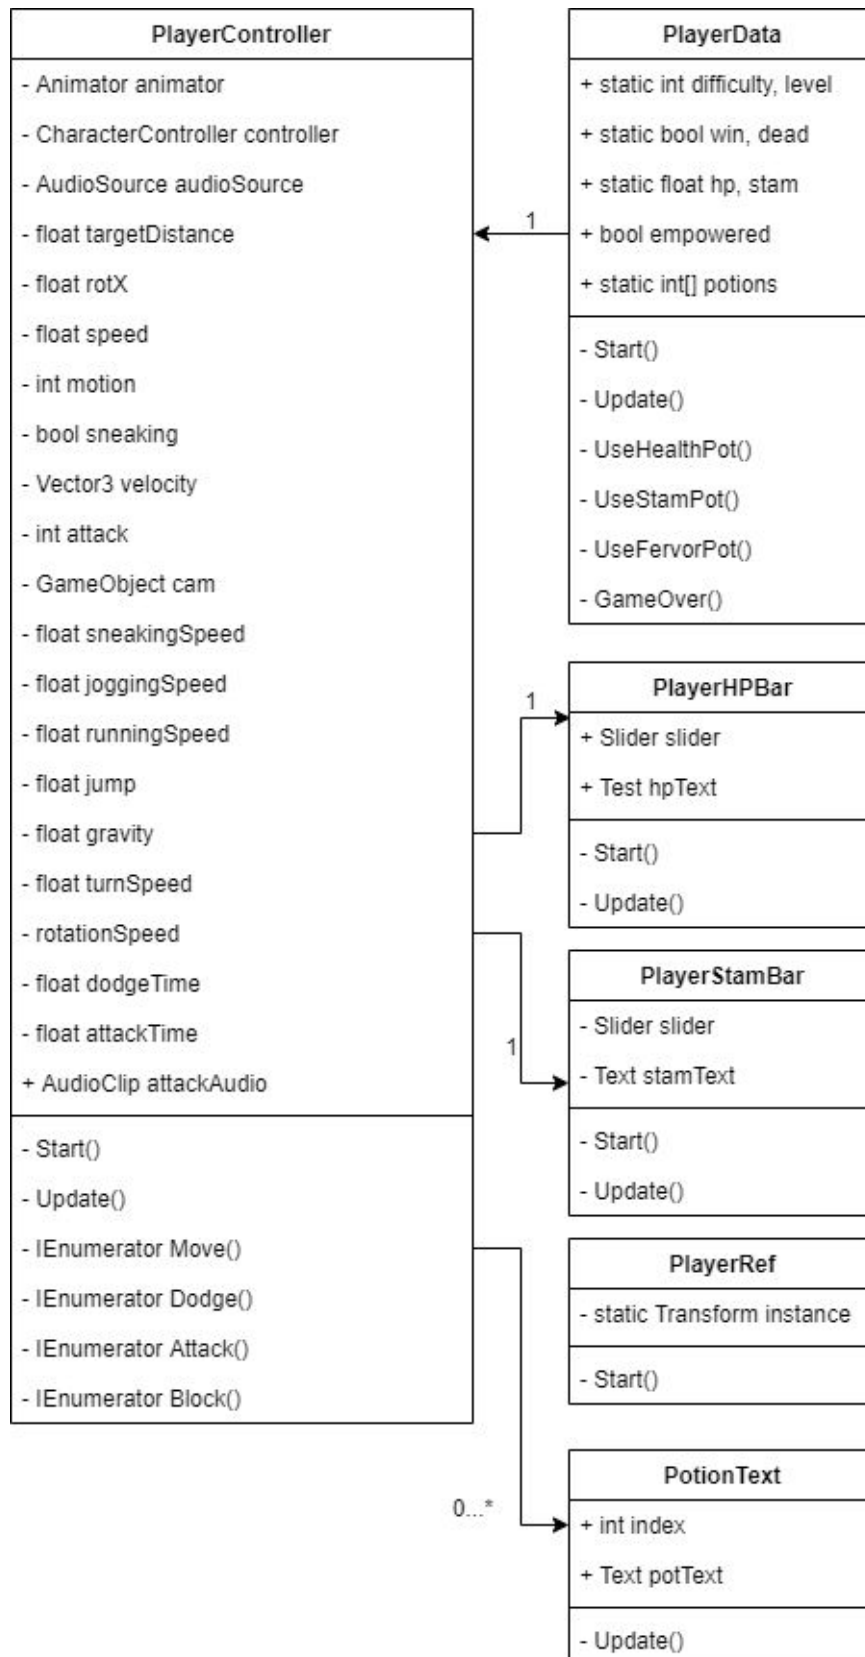 PlayerController
- Animator animator
- CharacterController controller
- AudioSource audioSource
- float targetDistance
- float rotX
- float speed
- int motion
- bool sneaking
- Vector3 velocity
- int attack
- GameObject cam
- float sneakingSpeed
- float joggingSpeed
- float runningSpeed
- float jump
- float gravity
- float turnSpeed
- rotationSpeed
- float dodgeTime
- float attackTime
+ AudioClip attackAudio
- Start()
- Update()
- IEnumerator Move()
- IEnumerator Dodge()
- IEnumerator Attack()
- IEnumerator Block()
1
1
1
0...*
PlayerData
+ static int difficulty, level
+ static bool win, dead
+ static float hp, stam
+ bool empowered
+ static int[] potions
- Start()
- Update()
- UseHealthPot()
- UseStamPot()
- UseFervorPot()
- GameOver()
PlayerHPBar
+ Slider slider
+ Test hpText
- Start()
- Update()
PlayerStamBar
- Slider slider
- Text stamText
- Start()
- Update()
PlayerRef
- static Transform instance
- Start()
PotionText
+ int index
+ Text potText
- Update()